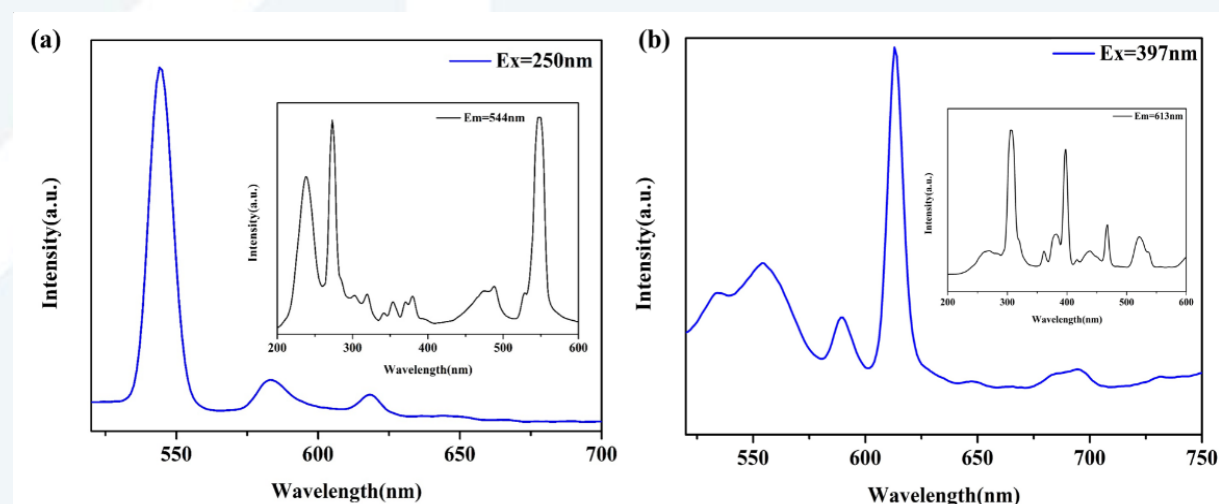 (a)
Ex=250nm
Em=544nm
Intensity(a.u.)
Intensity(a.u.)
200 300 400 500 600
Wavelength(nm)
550 600 650 700
Wavelength(nm)
(b)
Ex=397nm
Em=613nm
Intensity(a.u.)
Intensity(a.u.)
200 300 400 500 600
Wavelength(nm)
550 600 650 700 750
Wavelength(nm)